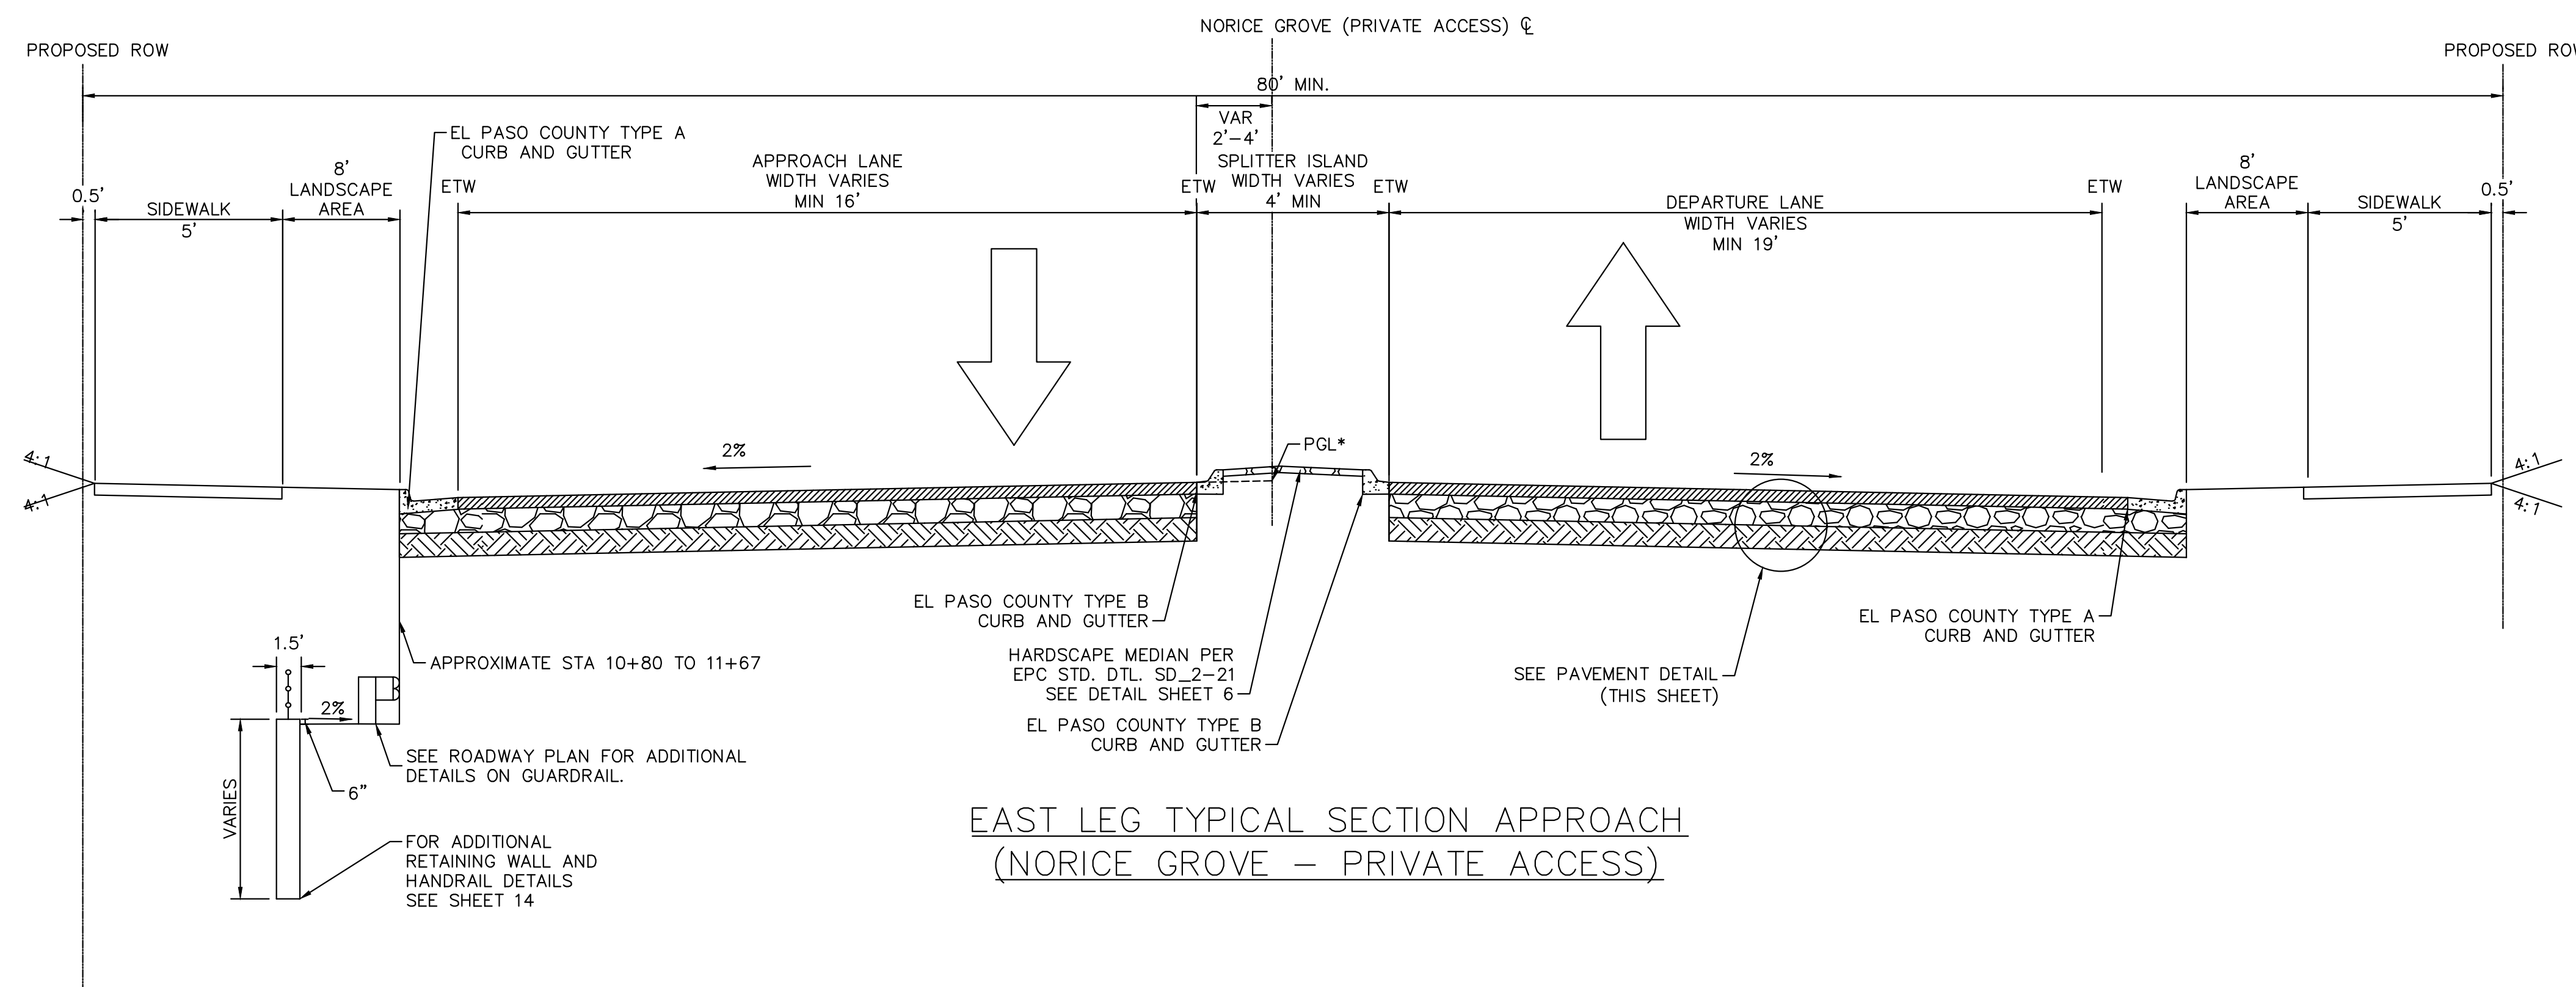 NORICE GROVE (PRIVATE ACCESS) ℄
PROPOSED ROW
PROPOSED ROW
80' MIN.
VAR
2'-4'
EL PASO COUNTY TYPE A
CURB AND GUTTER
0.5'
SIDEWALK
5'
8'
LANDSCAPE
AREA
ETW
APPROACH LANE
WIDTH VARIES
MIN 16'
ETW
SPLITTER ISLAND
WIDTH VARIES
4' MIN
ETW
DEPARTURE LANE
WIDTH VARIES
MIN 19'
ETW
8'
LANDSCAPE
AREA
SIDEWALK
5'
0.5'
4:1
4:1
2%
PGL*
2%
4:1
4:1
EL PASO COUNTY TYPE B
CURB AND GUTTER
EL PASO COUNTY TYPE A
CURB AND GUTTER
1.5'
APPROXIMATE STA 10+80 TO 11+67
HARDSCAPE MEDIAN PER
EPC STD. DTL. SD_2-21
SEE DETAIL SHEET 6
SEE PAVEMENT DETAIL
(THIS SHEET)
2%
EL PASO COUNTY TYPE B
CURB AND GUTTER
SEE ROADWAY PLAN FOR ADDITIONAL
DETAILS ON GUARDRAIL.
6"
VARIES
FOR ADDITIONAL
RETAINING WALL AND
HANDRAIL DETAILS
SEE SHEET 14
EAST LEG TYPICAL SECTION APPROACH
(NORICE GROVE – PRIVATE ACCESS)